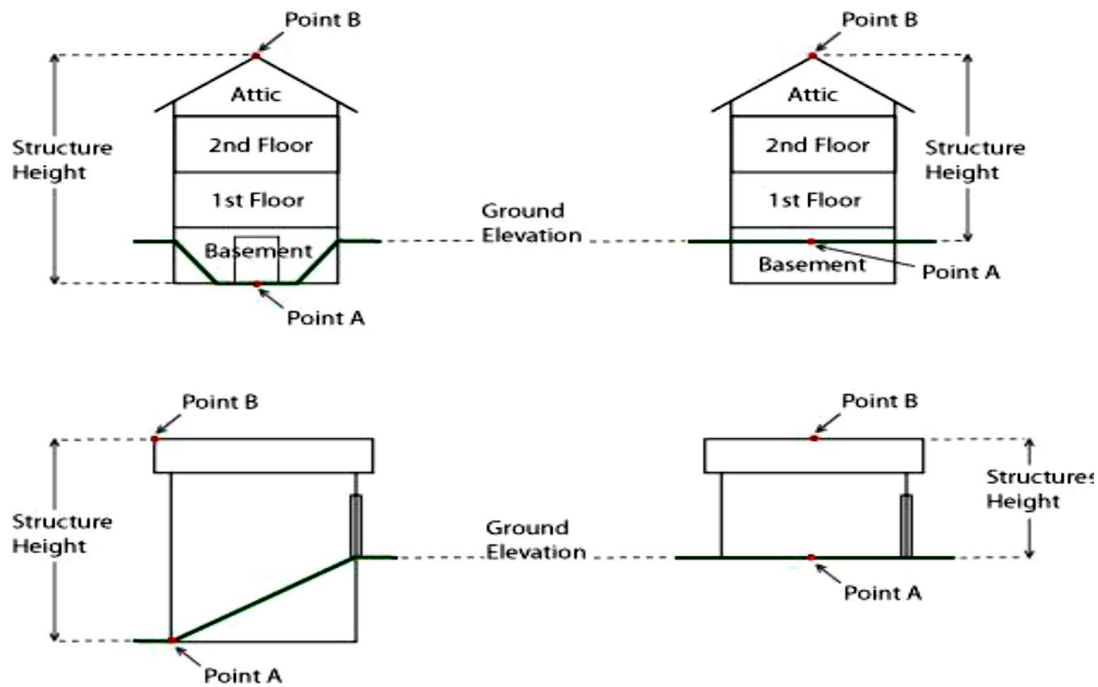 Point B
Attic
2nd Floor
1st Floor
Basement
Point A
Structure
Height
Ground
Elevation
Point B
Attic
2nd Floor
1st Floor
Basement
Point A
Structure
Height
Point B
Structure
Height
Point A
Ground
Elevation
Point B
Structures
Height
Point A